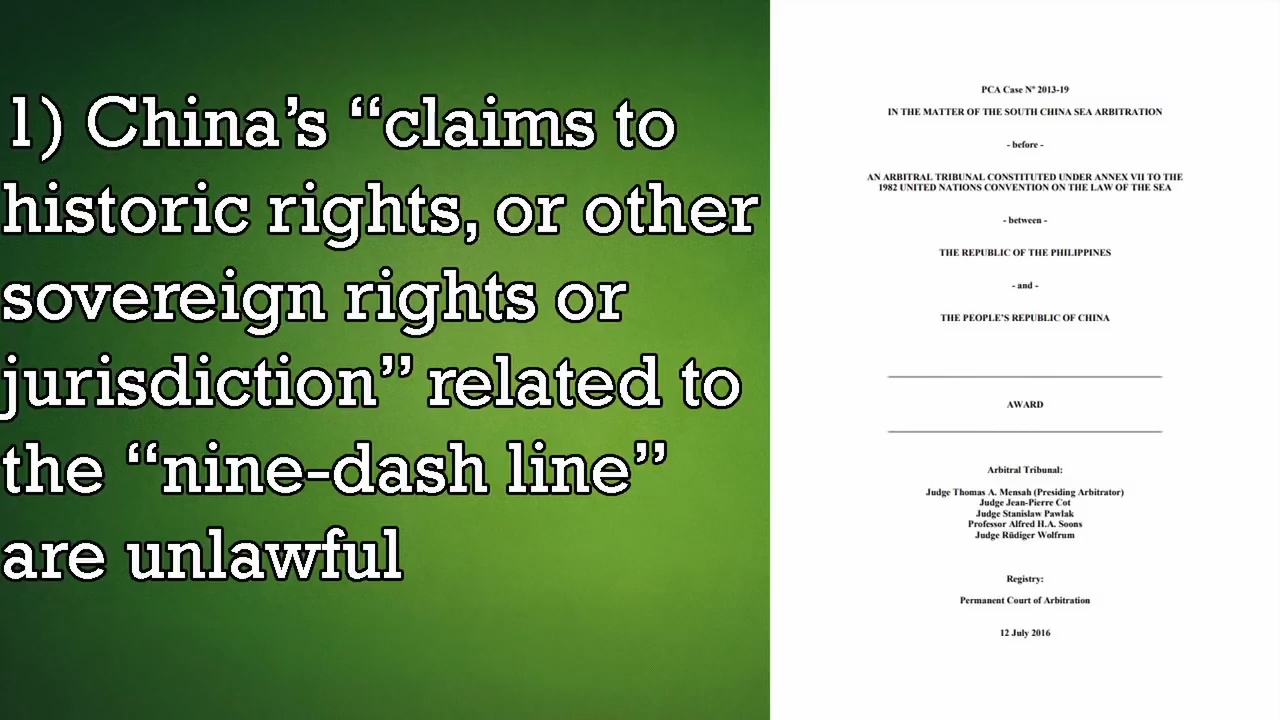 1) China’s “claims to
historic rights, or other
sovereign rights or
jurisdiction” related to
the “nine-dash line”
are unlawful
PCA Case Nº 2013-19
IN THE MATTER OF THE SOUTH CHINA SEA ARBITRATION
- before -
AN ARBITRAL TRIBUNAL CONSTITUTED UNDER ANNEX VII TO THE
1982 UNITED NATIONS CONVENTION ON THE LAW OF THE SEA
- between -
THE REPUBLIC OF THE PHILIPPINES
- and -
THE PEOPLE’S REPUBLIC OF CHINA
AWARD
Arbitral Tribunal:
Judge Thomas A. Mensah (Presiding Arbitrator)
Judge Jean-Pierre Cot
Judge Stanislaw Pawlak
Professor Alfred H.A. Soons
Judge Rüdiger Wolfrum
Registry:
Permanent Court of Arbitration
12 July 2016